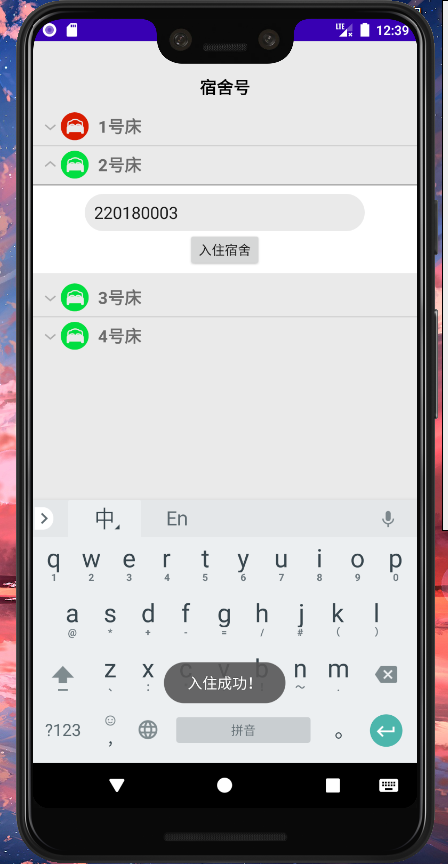 LTE 12:39
宿舍号
1号床
2号床
220180003
入住宿舍
3号床
4号床
中 En
q w e r t y u i o p
1 2 3 4 5 6 7 8 9 0
a s d f g h j k l
@ * + - = / # ( )
z x c v b n m
、 : ~ .
入住成功！
?123 , 拼音 。